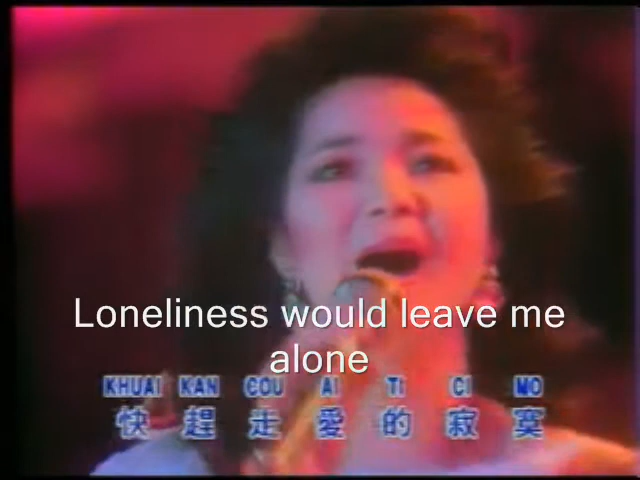 Loneliness would leave me
alone
KHUAI KAN COU AI TI CI MO
快 趕 走 愛 的 寂 寞